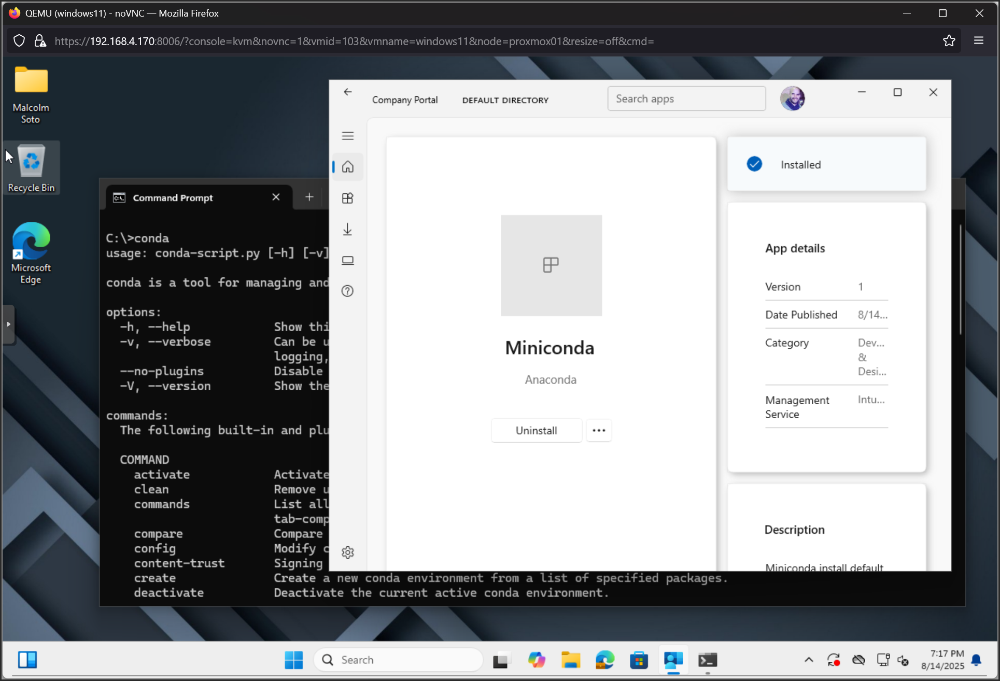 QEMU (windows11) - noVNC — Mozilla Firefox
https://192.168.4.170:8006/?console=kvm&novnc=1&vmid=103&vmname=windows11&node=proxmox01&resize=off&cmd=
Malcolm
Soto
Recycle Bin
Microsoft
Edge
Command Prompt
C:\>conda
usage: conda-script.py [-h] [-v]
conda is a tool for managing and
options:
-h, --help Show thi
-v, --verbose Can be u
logging,
--no-plugins Disable
-V, --version Show the
commands:
The following built-in and plu
COMMAND
activate Activate
clean Remove u
commands List all
tab-comp
compare Compare
config Modify c
content-trust Signing
create Create a new conda environment from a list of specified packages.
deactivate Deactivate the current active conda environment.
Company Portal
DEFAULT DIRECTORY
Search apps
Miniconda
Anaconda
Uninstall
Installed
App details
Version 1
Date Published 8/14...
Category Dev...
&
Desi...
Management Intu...
Service
Description
Miniconda install default
Search
7:17 PM
8/14/2025